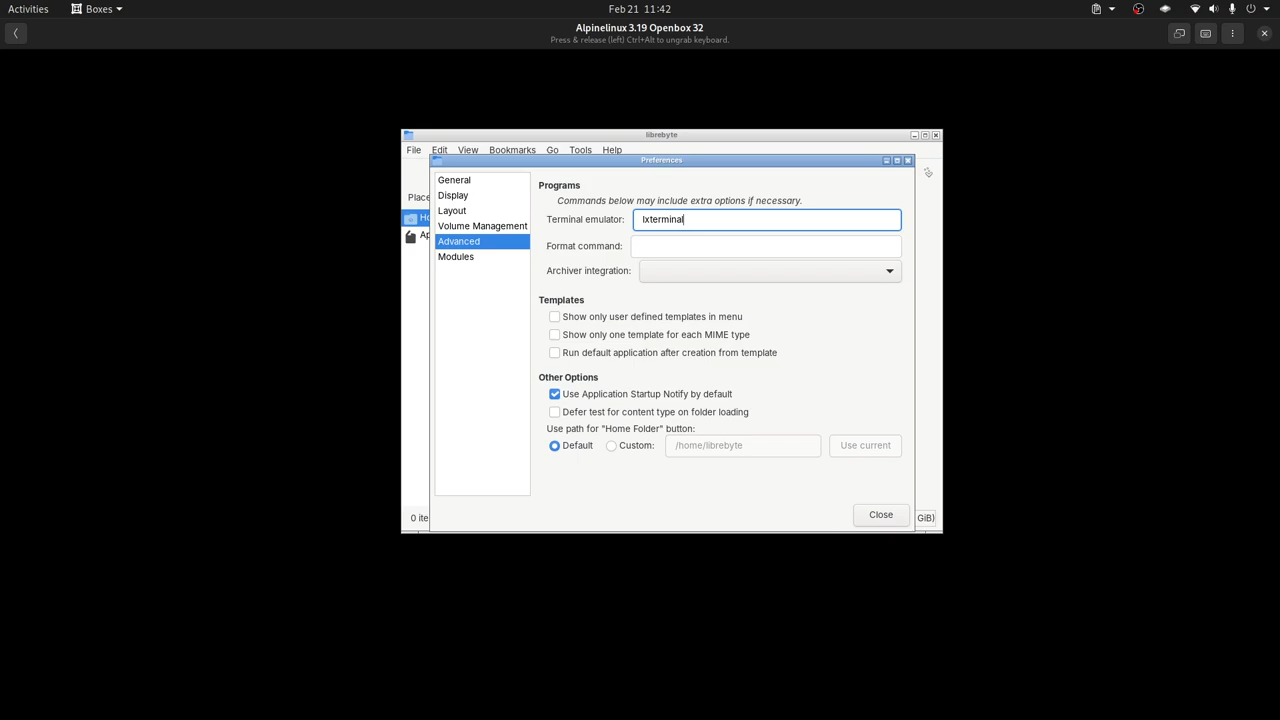 Activities Boxes Feb 21 11:42
Alpinelinux 3.19 Openbox 32
Press & release (left) Ctrl+Alt to ungrab keyboard.
librebyte
File Edit View Bookmarks Go Tools Help
Preferences
General
Display
Layout
Volume Management
Advanced
Modules
Place
Ho
Ap
Programs
Commands below may include extra options if necessary.
Terminal emulator: lxterminal
Format command:
Archiver integration:
Templates
Show only user defined templates in menu
Show only one template for each MIME type
Run default application after creation from template
Other Options
Use Application Startup Notify by default
Defer test for content type on folder loading
Use path for "Home Folder" button:
Default Custom: /home/librebyte Use current
Close
0 ite GiB)